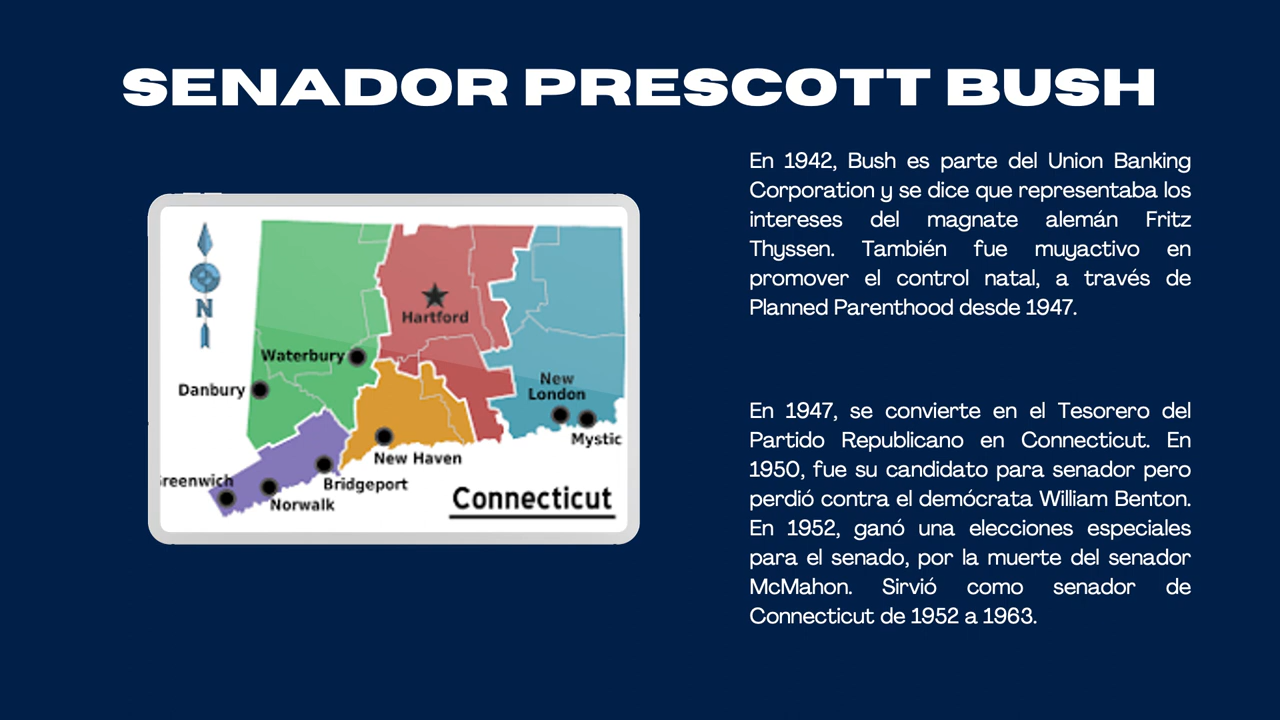 SENADOR PRESCOTT BUSH
En 1942, Bush es parte del Union Banking
Corporation y se dice que representaba los
intereses del magnate alemán Fritz
Thyssen. También fue muyactivo en
promover el control natal, a través de
Planned Parenthood desde 1947.
N
Hartford
Waterbury
Danbury
New
London
Mystic
New Haven
reenwich
Bridgeport
Norwalk
Connecticut
En 1947, se convierte en el Tesorero del
Partido Republicano en Connecticut. En
1950, fue su candidato para senador pero
perdió contra el demócrata William Benton.
En 1952, ganó una elecciones especiales
para el senado, por la muerte del senador
McMahon. Sirvió como senador de
Connecticut de 1952 a 1963.